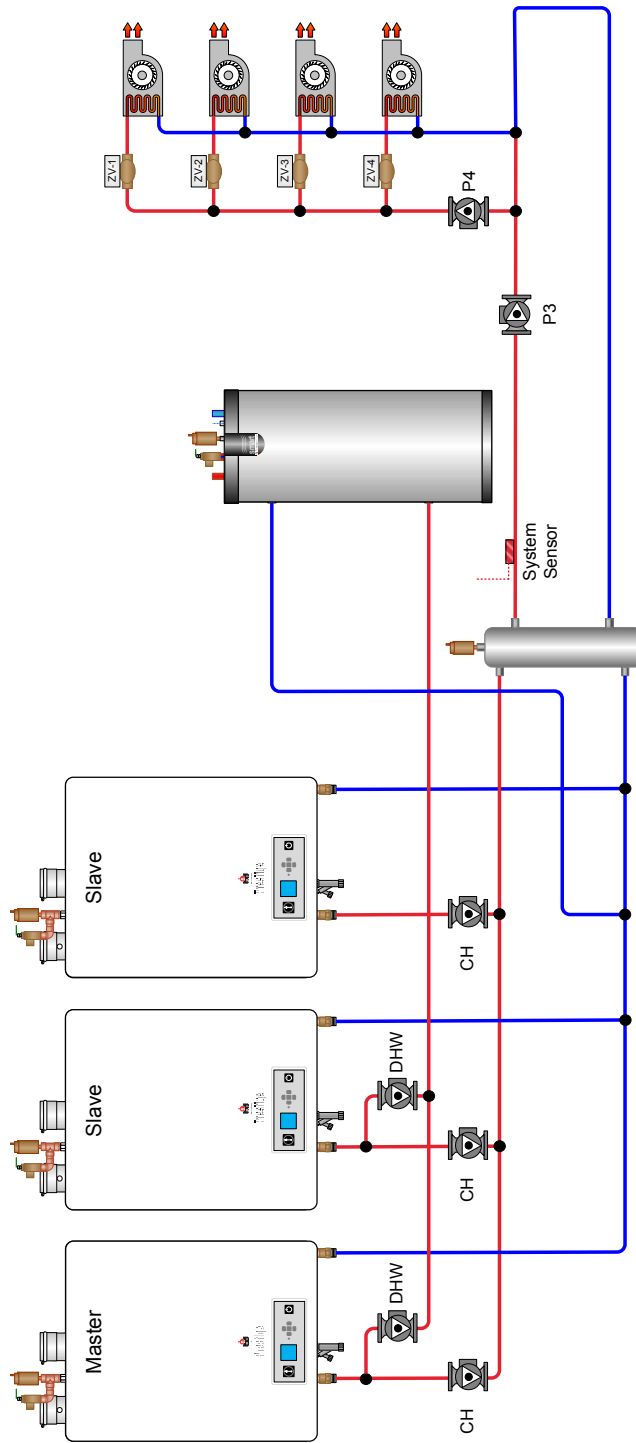 Master
Slave
Slave
DHW
CH
DHW
CH
CH
System
Sensor
P3
P4
ZV-1
ZV-2
ZV-3
ZV-4